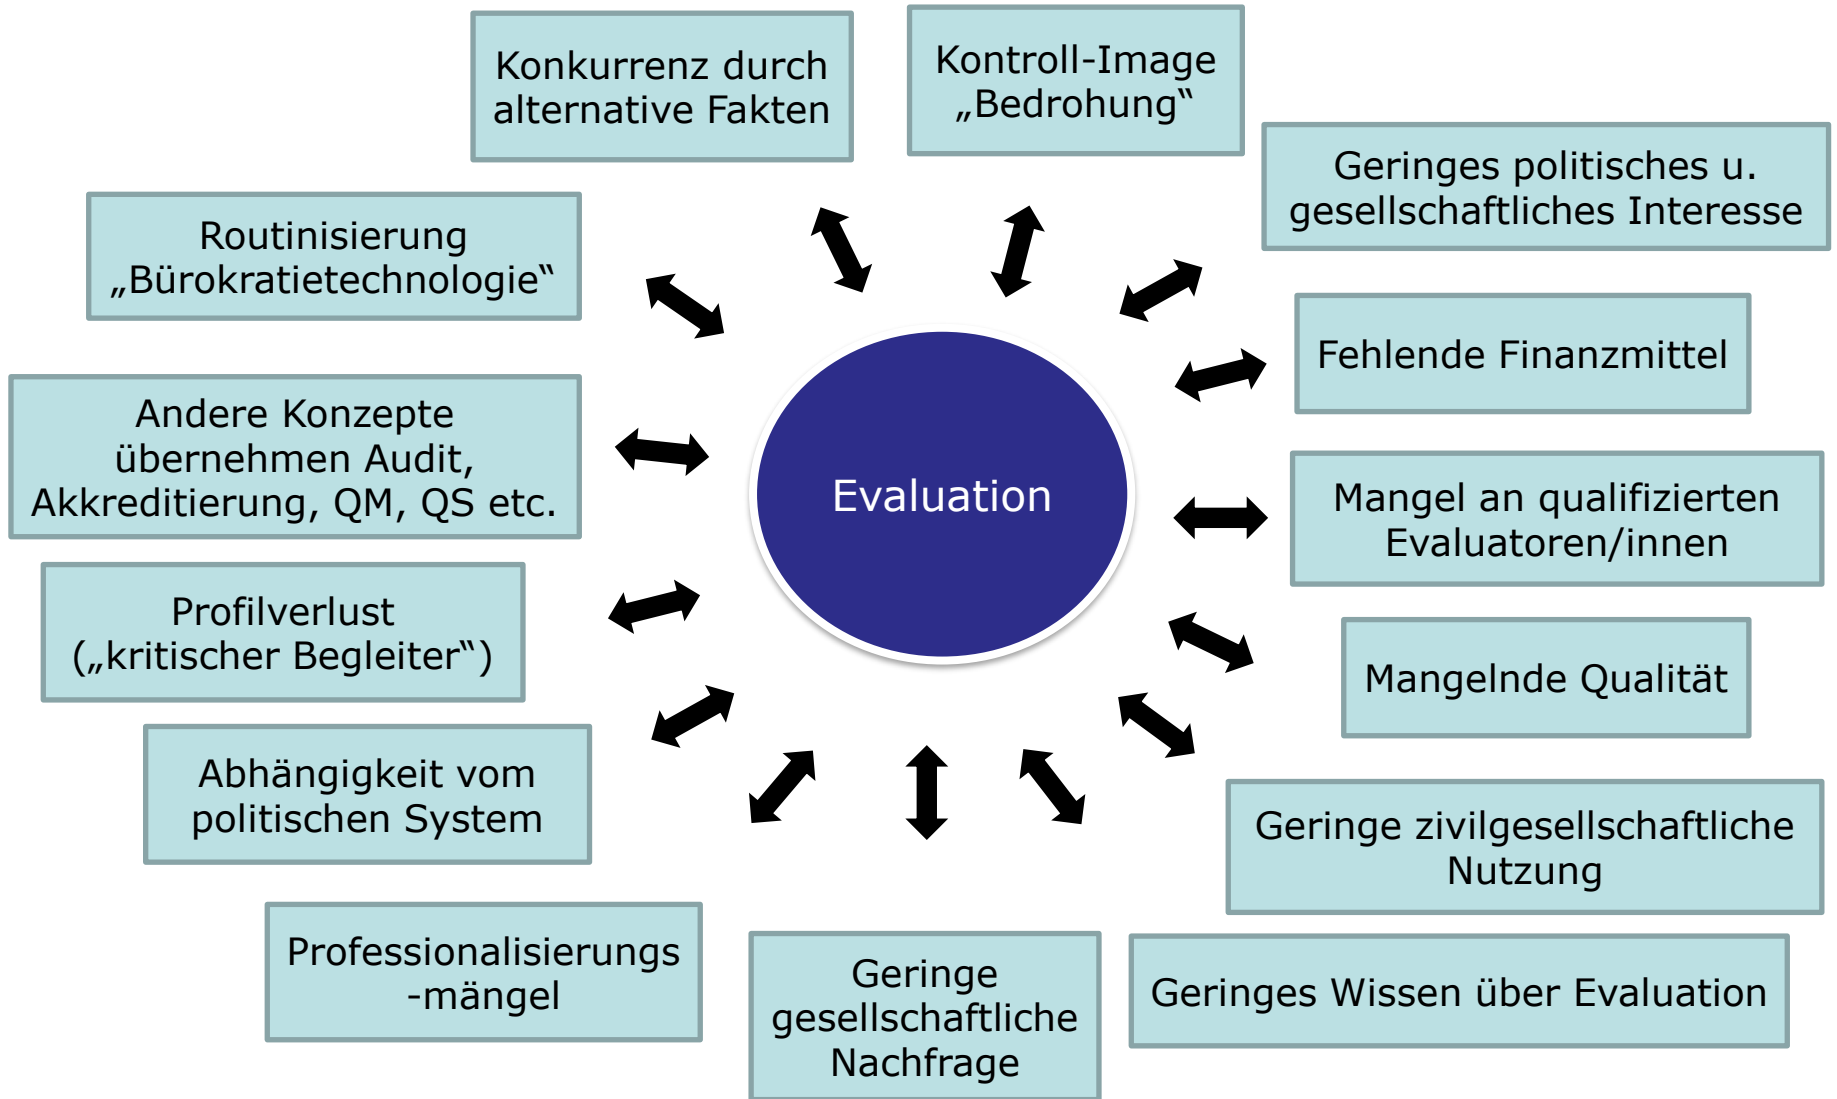 Konkurrenz durch
alternative Fakten
Kontroll-Image
„Bedrohung“
Geringes politisches u.
gesellschaftliches Interesse
Routinisierung
„Bürokratietechnologie“
Fehlende Finanzmittel
Andere Konzepte
übernehmen Audit,
Akkreditierung, QM, QS etc.
Evaluation
Mangel an qualifizierten
Evaluatoren/innen
Profilverlust
(„kritischer Begleiter“)
Mangelnde Qualität
Abhängigkeit vom
politischen System
Geringe zivilgesellschaftliche
Nutzung
Professionalisierungs
-mängel
Geringe
gesellschaftliche
Nachfrage
Geringes Wissen über Evaluation